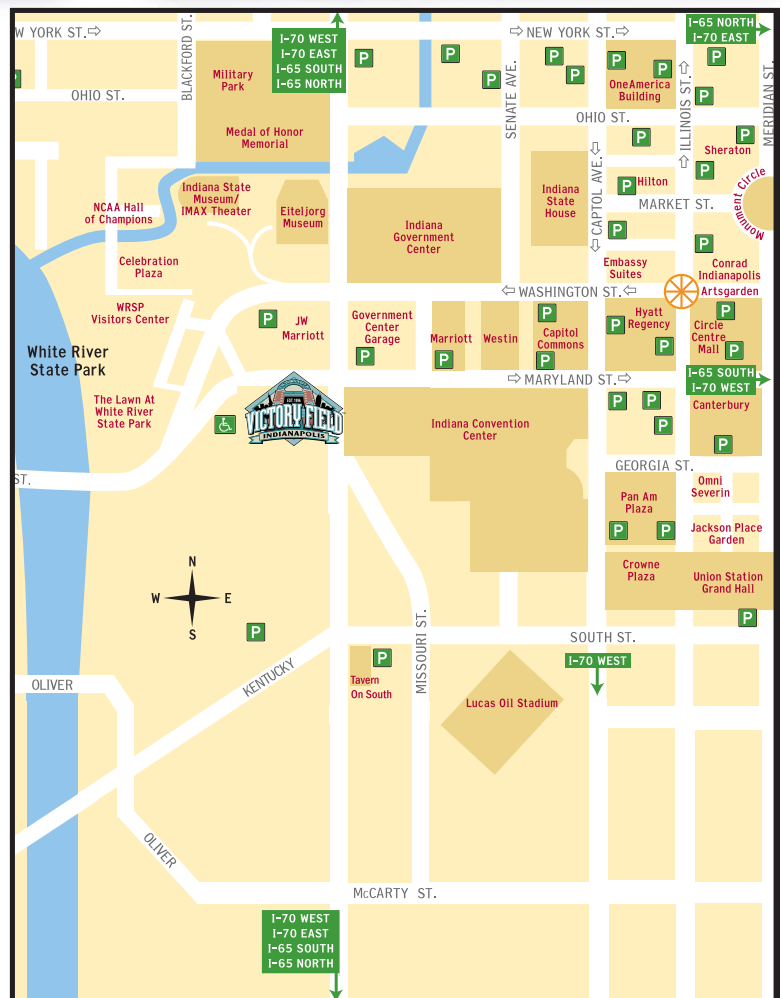 W YORK ST.
BLACKFORD ST.
I-70 WEST
I-70 EAST
I-65 SOUTH
I-65 NORTH
NEW YORK ST.
I-65 NORTH
I-70 EAST
P
P
P
P
P
P
P
P
P
Military
Park
OHIO ST.
SENATE AVE.
OneAmerica
Building
ILLINOIS ST.
P
MERIDIAN ST.
OHIO ST.
Medal of Honor
Memorial
P
P
Sheraton
CAPTOL AVE.
P
Hilton
P
Indiana State
Museum/
IMAX Theater
Eiteljorg
Museum
Indiana
State
House
MARKET ST.
Monument Circle
NCAA Hall
of Champions
Indiana
Government
Center
P
P
Celebration
Plaza
Embassy
Suites
Conrad
Indianapolis
WASHINGTON ST.
Artsgarden
WRSP
Visitors Center
P
JW
Marriott
Government
Center
Garage
P
Marriott
P
Westin
P
Capitol
Commons
P
Hyatt
Regency
P
P
P
Circle
Centre
Mall
P
White River
State Park
MARYLAND ST.
I-65 SOUTH
I-70 WEST
The Lawn At
White River
State Park
EST. 1996
VICTORY FIELD
INDIANAPOLIS
Indiana Convention
Center
P
P
P
Canterbury
P
GEORGIA ST.
ST.
Pan Am
Plaza
P
P
Omni
Severin
Jackson Place
Garden
N
W
E
S
Crowne
Plaza
Union Station
Grand Hall
P
P
MISSOURI ST.
SOUTH ST.
I-70 WEST
KENTUCKY
P
Tavern
On South
OLIVER
Lucas Oil Stadium
OLIVER
McCARTY ST.
I-70 WEST
I-70 EAST
I-65 SOUTH
I-65 NORTH